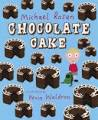 Michael Rosen
CHOCOLATE
CAKE
Kevin Waldron